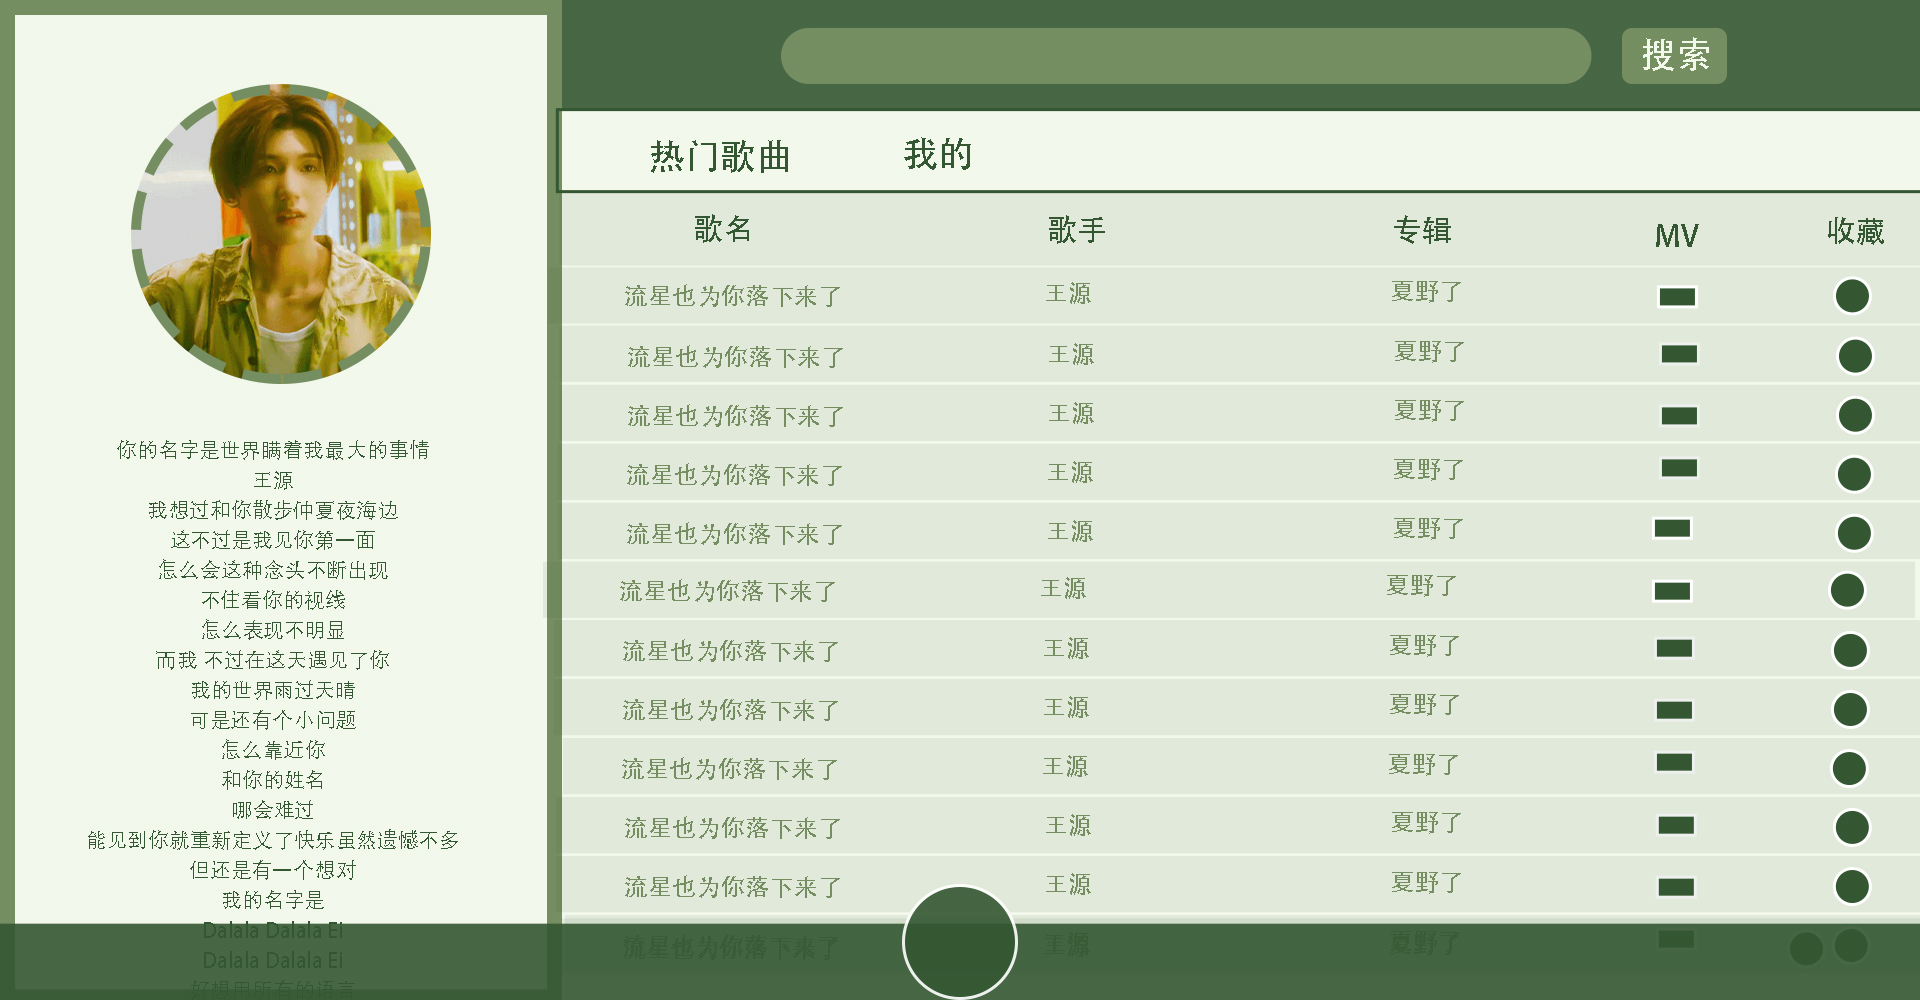 搜索
热门歌曲 我的
歌名 歌手 专辑 MV 收藏
流星也为你落下来了 王源 夏野了
流星也为你落下来了 王源 夏野了
流星也为你落下来了 王源 夏野了
流星也为你落下来了 王源 夏野了
流星也为你落下来了 王源 夏野了
流星也为你落下来了 王源 夏野了
流星也为你落下来了 王源 夏野了
流星也为你落下来了 王源 夏野了
流星也为你落下来了 王源 夏野了
流星也为你落下来了 王源 夏野了
流星也为你落下来了 王源 夏野了
流星也为你落下来了 王源 夏野了
你的名字是世界瞒着我最大的事情
王源
我想过和你散步仲夏夜海边
这不过是我见你第一面
怎么会这种念头不断出现
不住看你的视线
怎么表现不明显
而我 不过在这天遇见了你
我的世界雨过天晴
可是还有个小问题
怎么靠近你
和你的姓名
哪会难过
能见到你就重新定义了快乐虽然遗憾不多
但还是有一个想对
我的名字是
Dalala Dalala Ei
Dalala Dalala Ei
好想用所有的语言